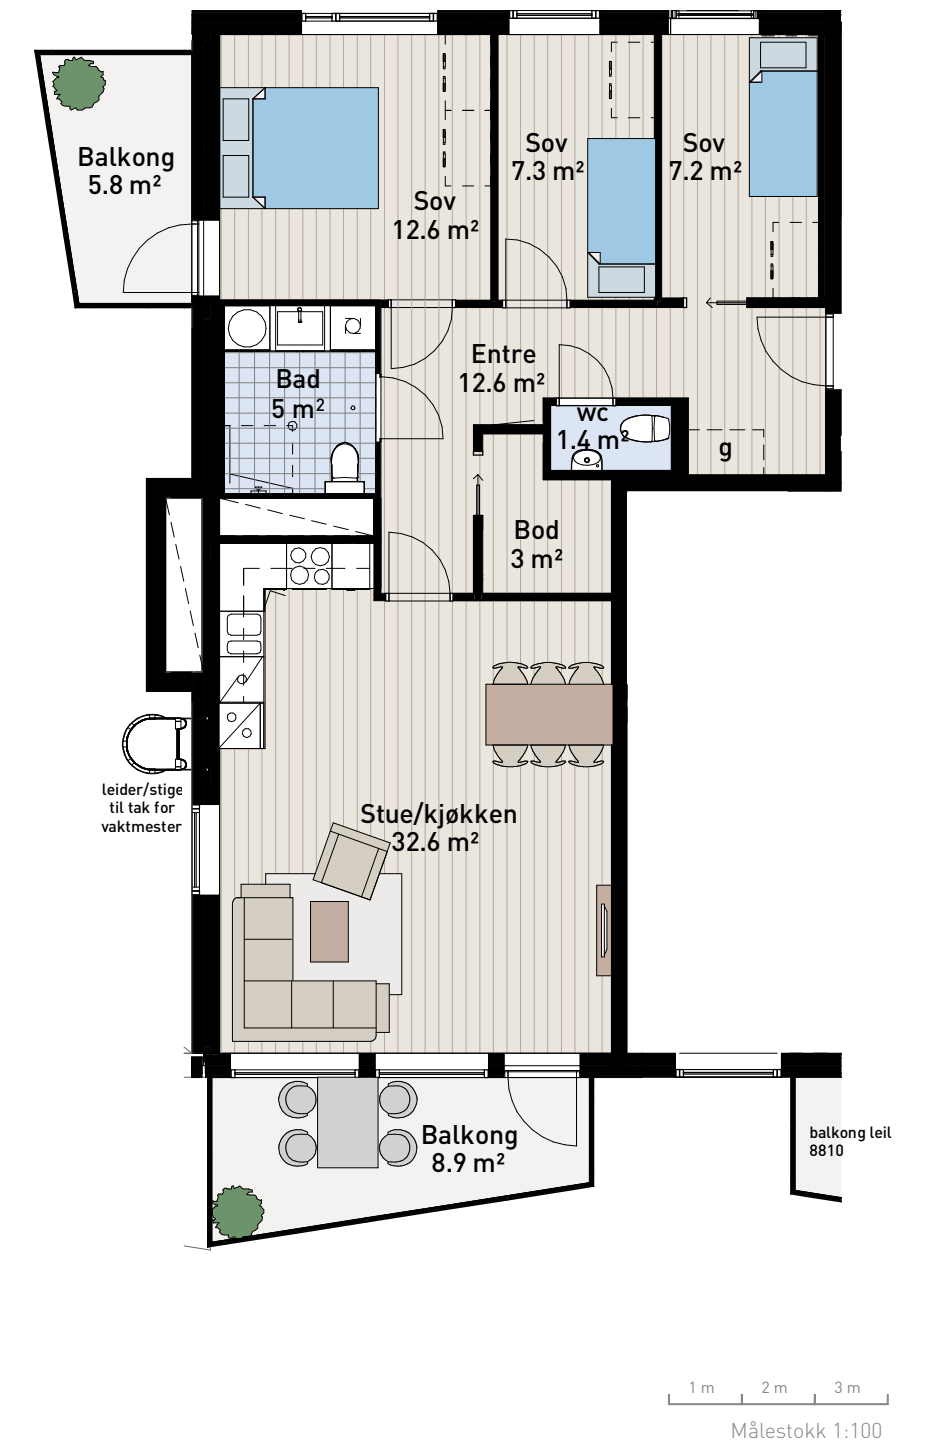 Balkong
5.8 m²
Sov
12.6 m²
Sov
7.3 m²
Sov
7.2 m²
Entre
12.6 m²
Bad
5 m²
wc
1.4 m²
g
Bod
3 m²
leider/stige
til tak for
vaktmester
Stue/kjøkken
32.6 m²
Balkong
8.9 m²
balkong leil
8810
1 m 2 m 3 m
Målestokk 1:100